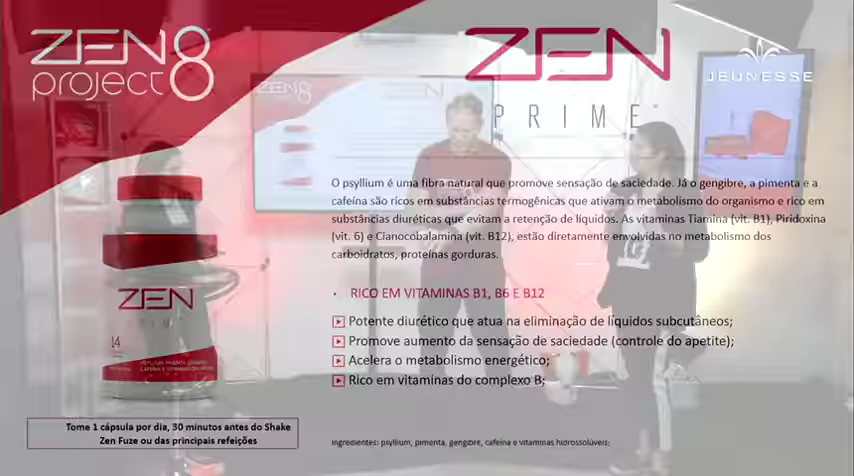 ZEN8
project
ZEN
PRIME
JEUNESSE
O psyllium é uma fibra natural que promove sensação de saciedade. Já o gengibre, a pimenta e a
cafeína são ricos em substâncias termogênicas que ativam o metabolismo do organismo e rico em
substâncias diuréticas que evitam a retenção de líquidos. As vitaminas Tiamina (vit. B1), Piridoxina
(vit. 6) e Cianocobalamina (vit. B12), estão diretamente envolvidas no metabolismo dos
carboidratos, proteínas gorduras.
• RICO EM VITAMINAS B1, B6 E B12
Potente diurético que atua na eliminação de líquidos subcutâneos;
Promove aumento da sensação de saciedade (controle do apetite);
Acelera o metabolismo energético;
Rico em vitaminas do complexo B;
ZEN
PRIME
14
Tome 1 cápsula por dia, 30 minutos antes do Shake
Zen Fuze ou das principais refeições
Ingredientes: psyllium, pimenta, gengibre, cafeína e vitaminas hidrossolúveis;